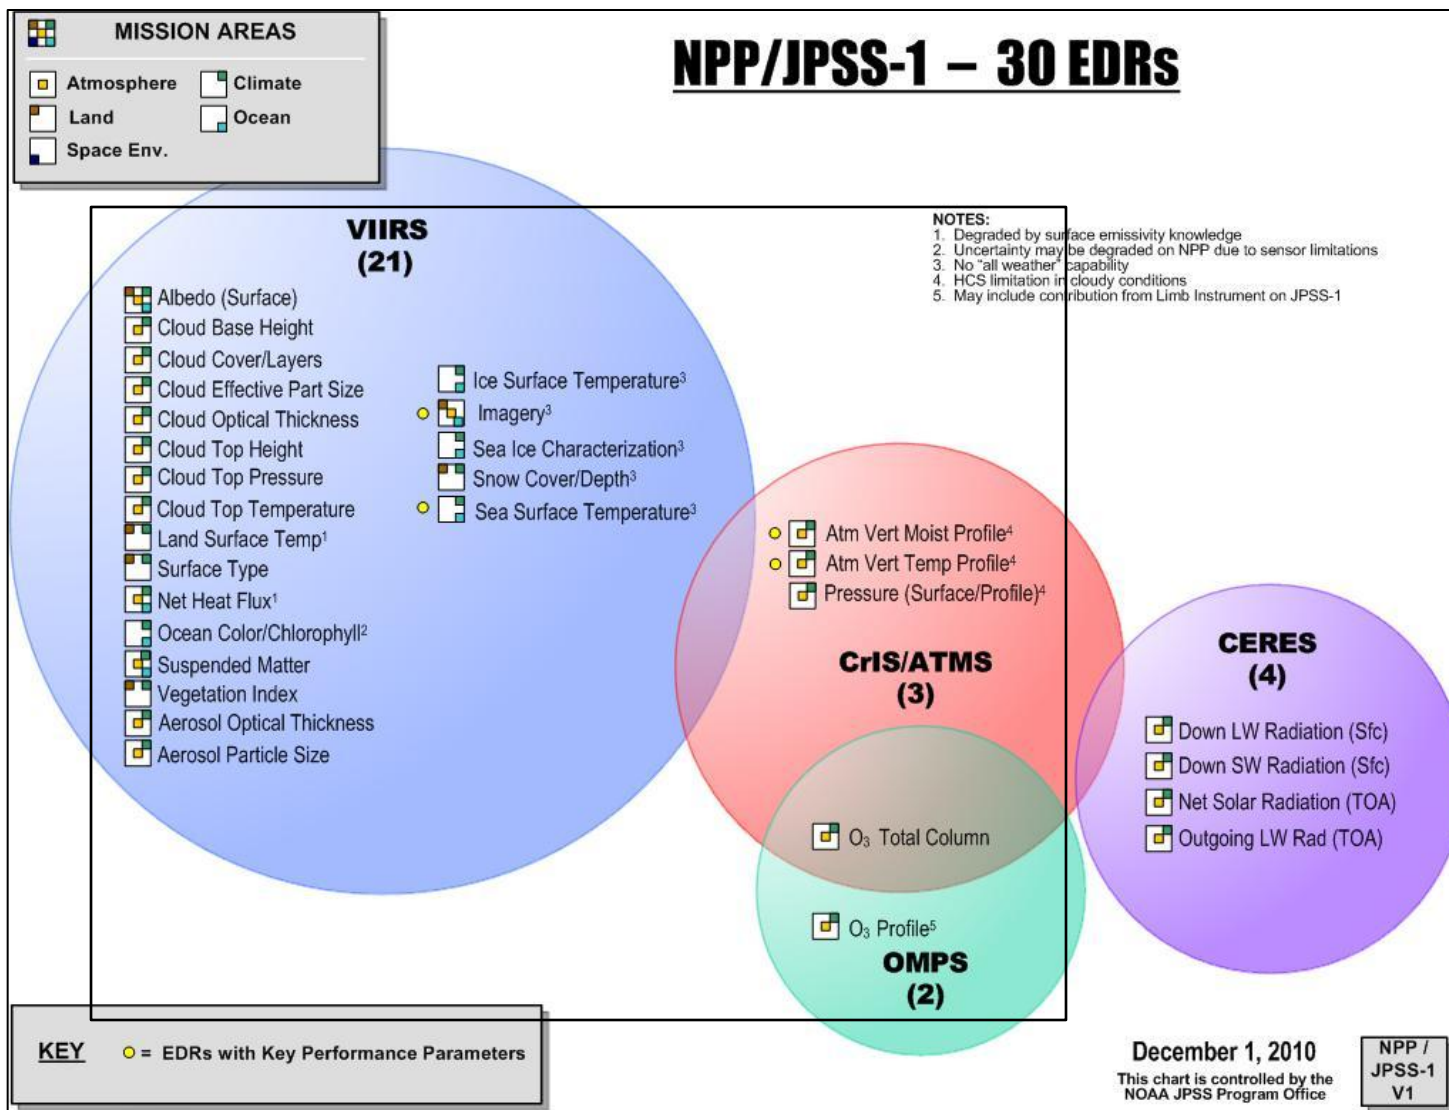 MISSION AREAS
Atmosphere
Climate
Land
Ocean
Space Env.
NPP/JPSS-1 – 30 EDRs
NOTES:
1. Degraded by surface emissivity knowledge
2. Uncertainty may be degraded on NPP due to sensor limitations
3. No "all weather" capability
4. HCS limitation in cloudy conditions
5. May include contribution from Limb Instrument on JPSS-1
VIIRS
(21)
Albedo (Surface)
Cloud Base Height
Cloud Cover/Layers
Cloud Effective Part Size
Cloud Optical Thickness
Cloud Top Height
Cloud Top Pressure
Cloud Top Temperature
Land Surface Temp¹
Surface Type
Net Heat Flux¹
Ocean Color/Chlorophyll²
Suspended Matter
Vegetation Index
Aerosol Optical Thickness
Aerosol Particle Size
Ice Surface Temperature³
Imagery³
Sea Ice Characterization³
Snow Cover/Depth³
Sea Surface Temperature³
Atm Vert Moist Profile⁴
Atm Vert Temp Profile⁴
Pressure (Surface/Profile)⁴
CrIS/ATMS
(3)
O₃ Total Column
O₃ Profile⁵
OMPS
(2)
CERES
(4)
Down LW Radiation (Sfc)
Down SW Radiation (Sfc)
Net Solar Radiation (TOA)
Outgoing LW Rad (TOA)
KEY
= EDRs with Key Performance Parameters
December 1, 2010
This chart is controlled by the
NOAA JPSS Program Office
NPP /
JPSS-1
V1